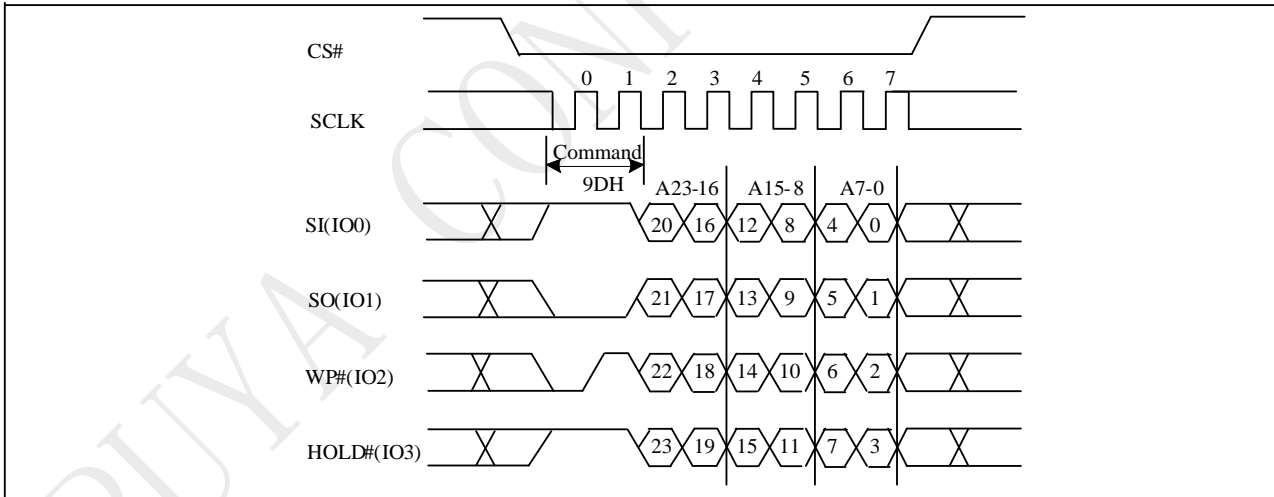 CS#
0 1 2 3 4 5 6 7
SCLK
Command
9DH
A23-16 A15-8 A7-0
SI(IO0) 20 16 12 8 4 0
SO(IO1) 21 17 13 9 5 1
WP#(IO2) 22 18 14 10 6 2
HOLD#(IO3) 23 19 15 11 7 3
PUYA CONF